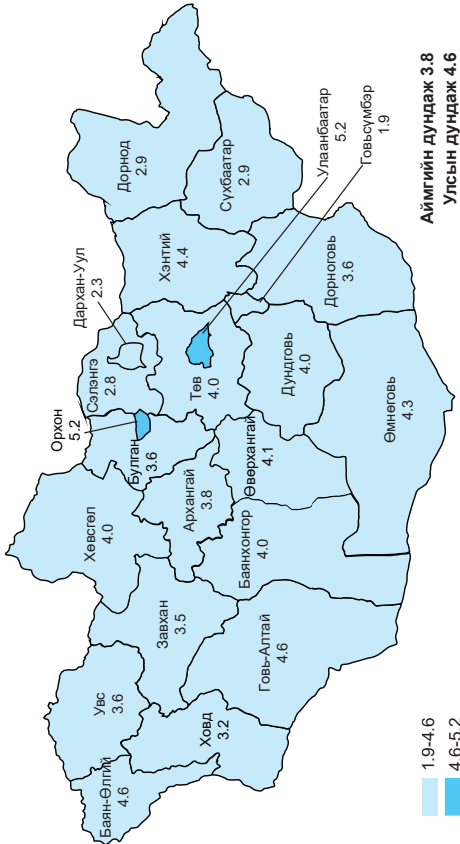 Баян-Өлгий
4.6
Увс
3.6
Ховд
3.2
Завхан
3.5
Говь-Алтай
4.6
Хөвсгөл
4.0
Архангай
3.8
Баянхонгор
4.0
Орхон
5.2
Булган
3.6
Өвөрхангай
4.1
Сэлэнгэ
2.8
Дархан-Уул
2.3
Төв
4.0
Дундговь
4.0
Өмнөговь
4.3
Хэнтий
4.4
Дорнод
2.9
Сүхбаатар
2.9
Дорноговь
3.6
Улаанбаатар
5.2
Говьсүмбэр
1.9
1.9-4.6
4.6-5.2
Аймгийн дундаж 3.8
Улсын дундаж 4.6